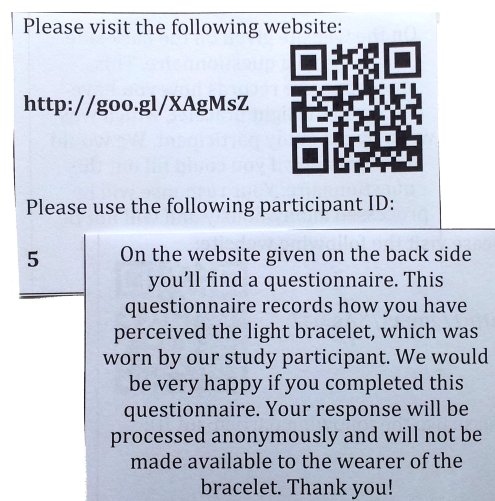 Please visit the following website:
http://goo.gl/XAgMsZ
Please use the following participant ID:
5
On the website given on the back side
you'll find a questionnaire. This
questionnaire records how you have
perceived the light bracelet, which was
worn by our study participant. We would
be very happy if you completed this
questionnaire. Your response will be
processed anonymously and will not be
made available to the wearer of the
bracelet. Thank you!